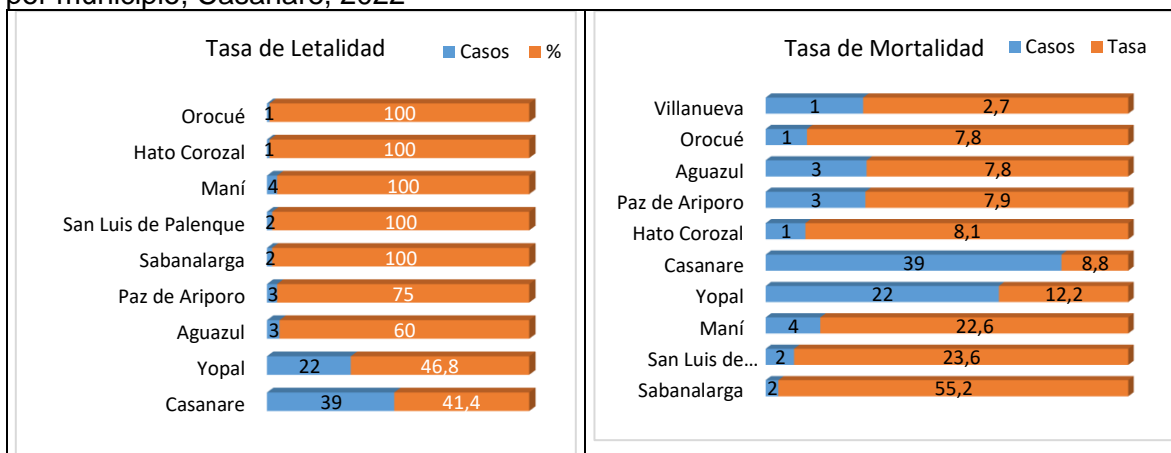 por municipio, Casanare, 2022
Tasa de Letalidad
Casos %
Orocué 1 100
Hato Corozal 1 100
Maní 4 100
San Luis de Palenque 2 100
Sabanalarga 2 100
Paz de Ariporo 3 75
Aguazul 3 60
Yopal 22 46,8
Casanare 39 41,4
Tasa de Mortalidad
Casos Tasa
Villanueva 1 2,7
Orocué 1 7,8
Aguazul 3 7,8
Paz de Ariporo 3 7,9
Hato Corozal 1 8,1
Casanare 39 8,8
Yopal 22 12,2
Maní 4 22,6
San Luis de... 2 23,6
Sabanalarga 2 55,2